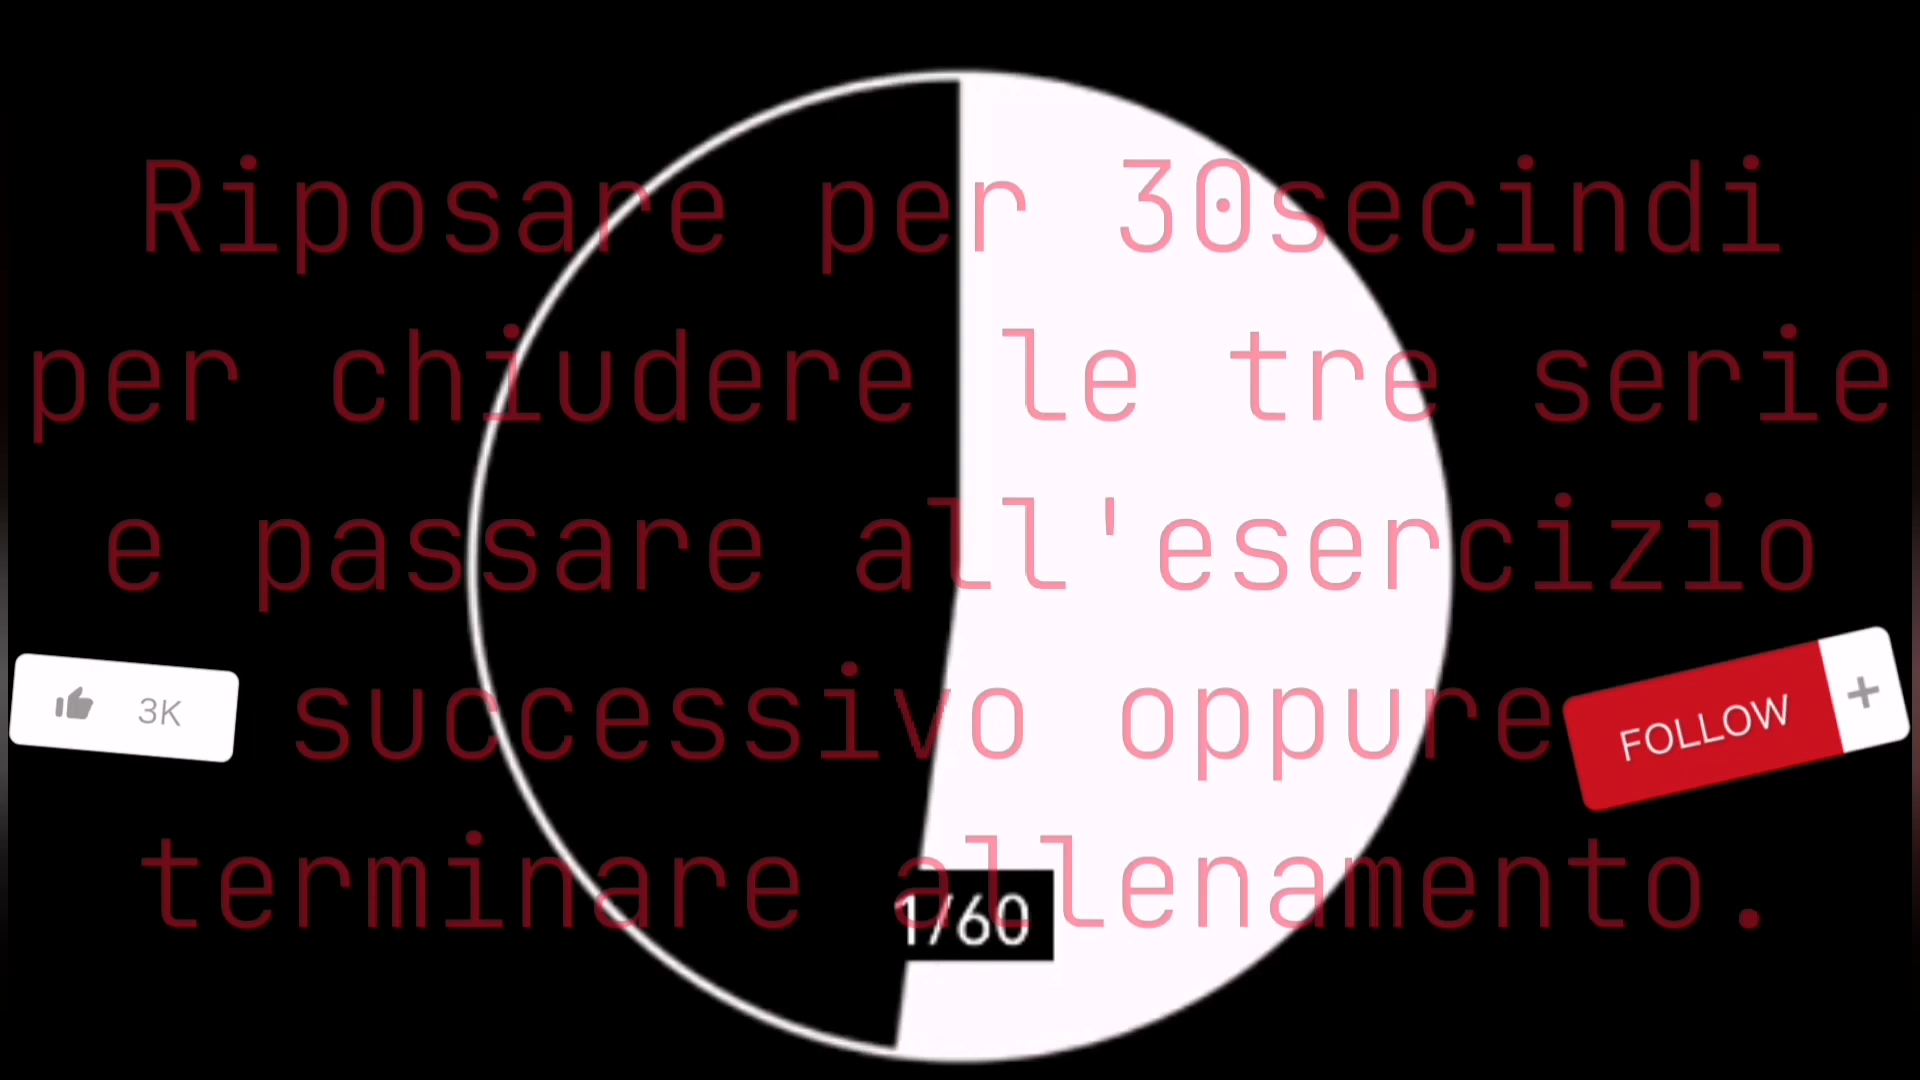 Riposare per 30secindi
per chiudere le tre serie
e passare all'esercizio
3K
successivo oppure
FOLLOW +
terminare allenamento.
1/60